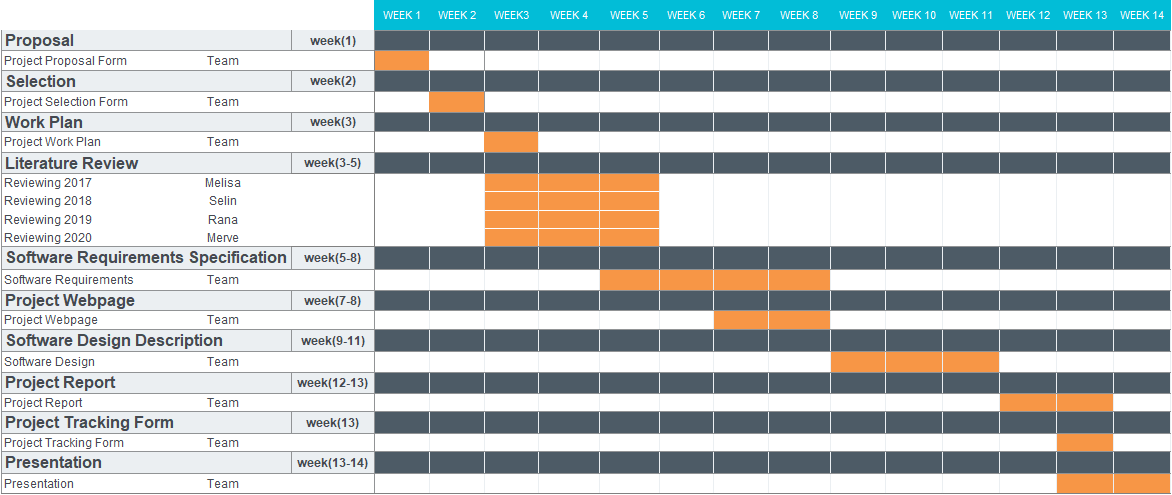 WEEK 1 WEEK 2 WEEK3 WEEK 4 WEEK 5 WEEK 6 WEEK 7 WEEK 8 WEEK 9 WEEK 10 WEEK 11 WEEK 12 WEEK 13 WEEK 14
Proposal week(1)
Project Proposal Form Team
Selection week(2)
Project Selection Form Team
Work Plan week(3)
Project Work Plan Team
Literature Review week(3-5)
Reviewing 2017 Melisa
Reviewing 2018 Selin
Reviewing 2019 Rana
Reviewing 2020 Merve
Software Requirements Specification week(5-8)
Software Requirements Team
Project Webpage week(7-8)
Project Webpage Team
Software Design Description week(9-11)
Software Design Team
Project Report week(12-13)
Project Report Team
Project Tracking Form week(13)
Project Tracking Form Team
Presentation week(13-14)
Presentation Team